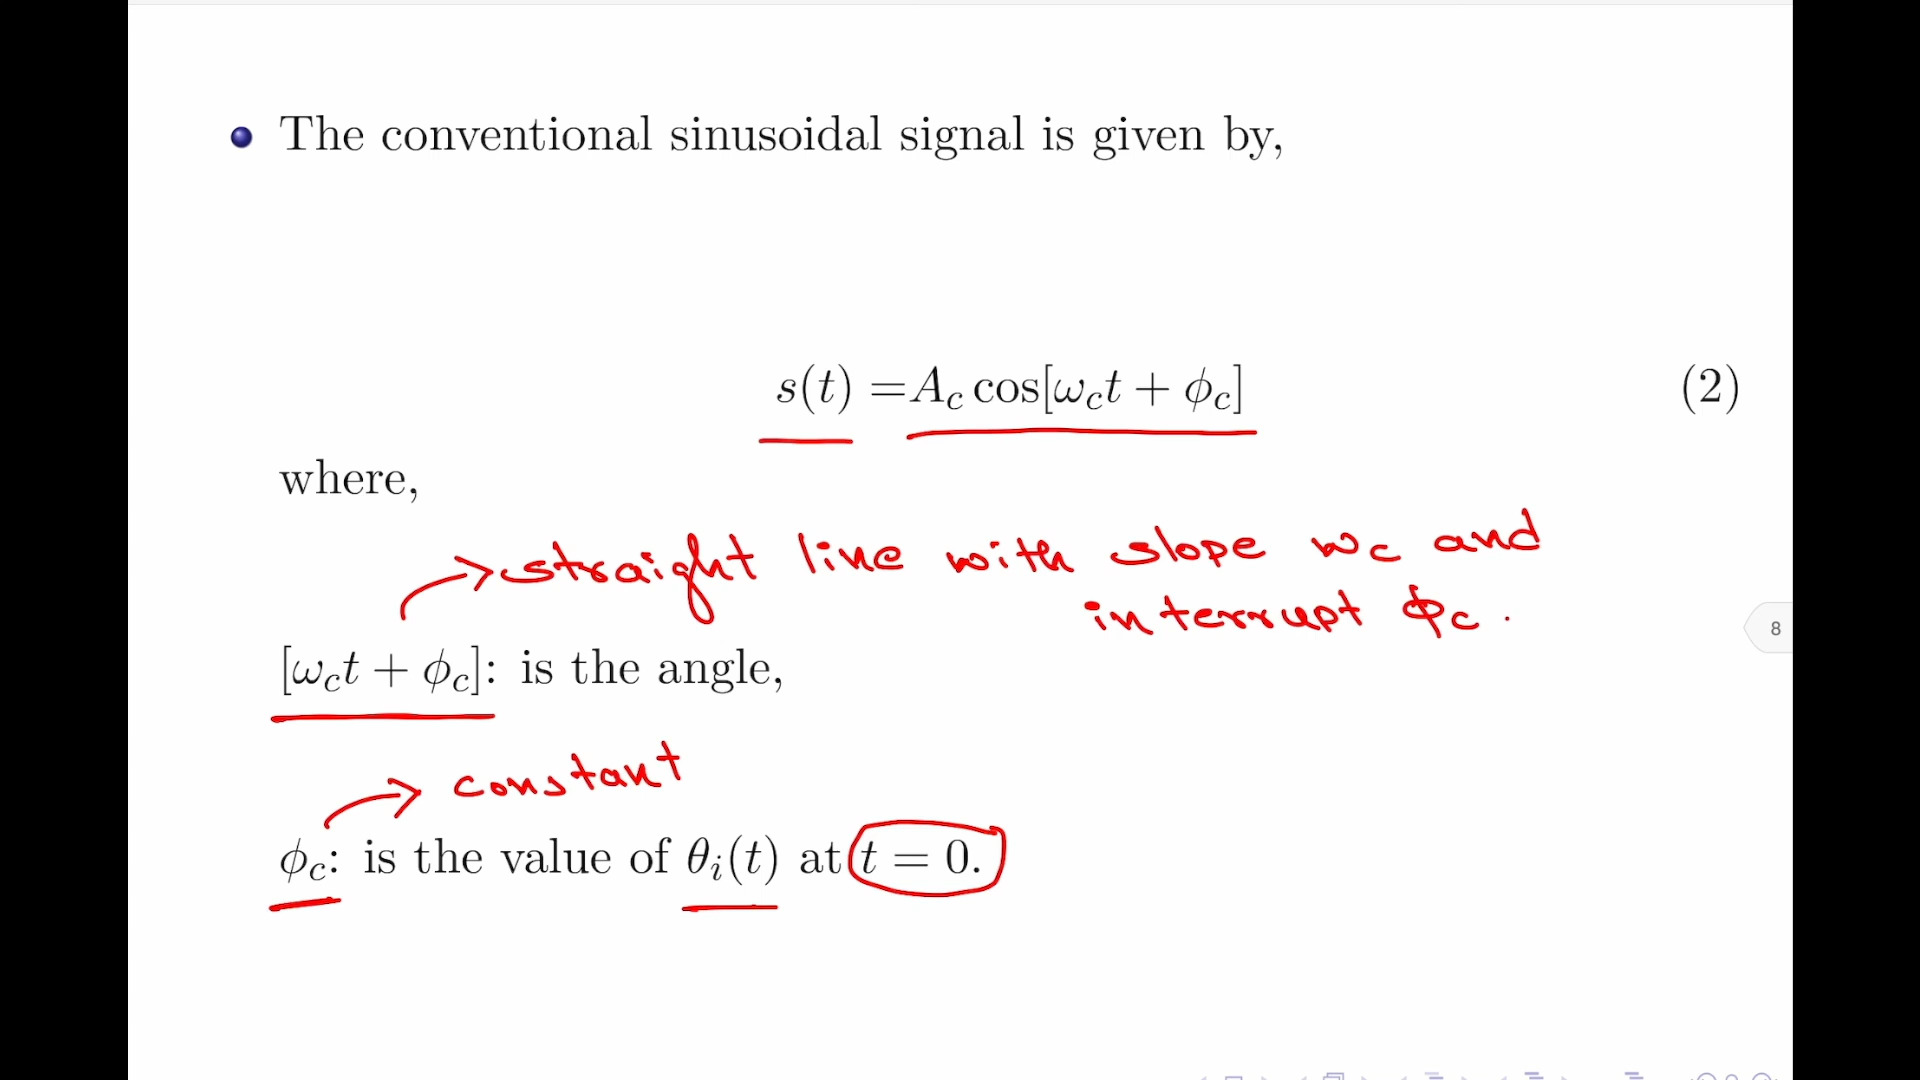 The conventional sinusoidal signal is given by,
s(t) =A_c cos[ω_c t + ϕ_c] (2)
where,
straight line with slope wc and
interrupt ϕc.
[ω_c t + ϕ_c]: is the angle,
constant
ϕ_c: is the value of θ_i(t) at t = 0.
8